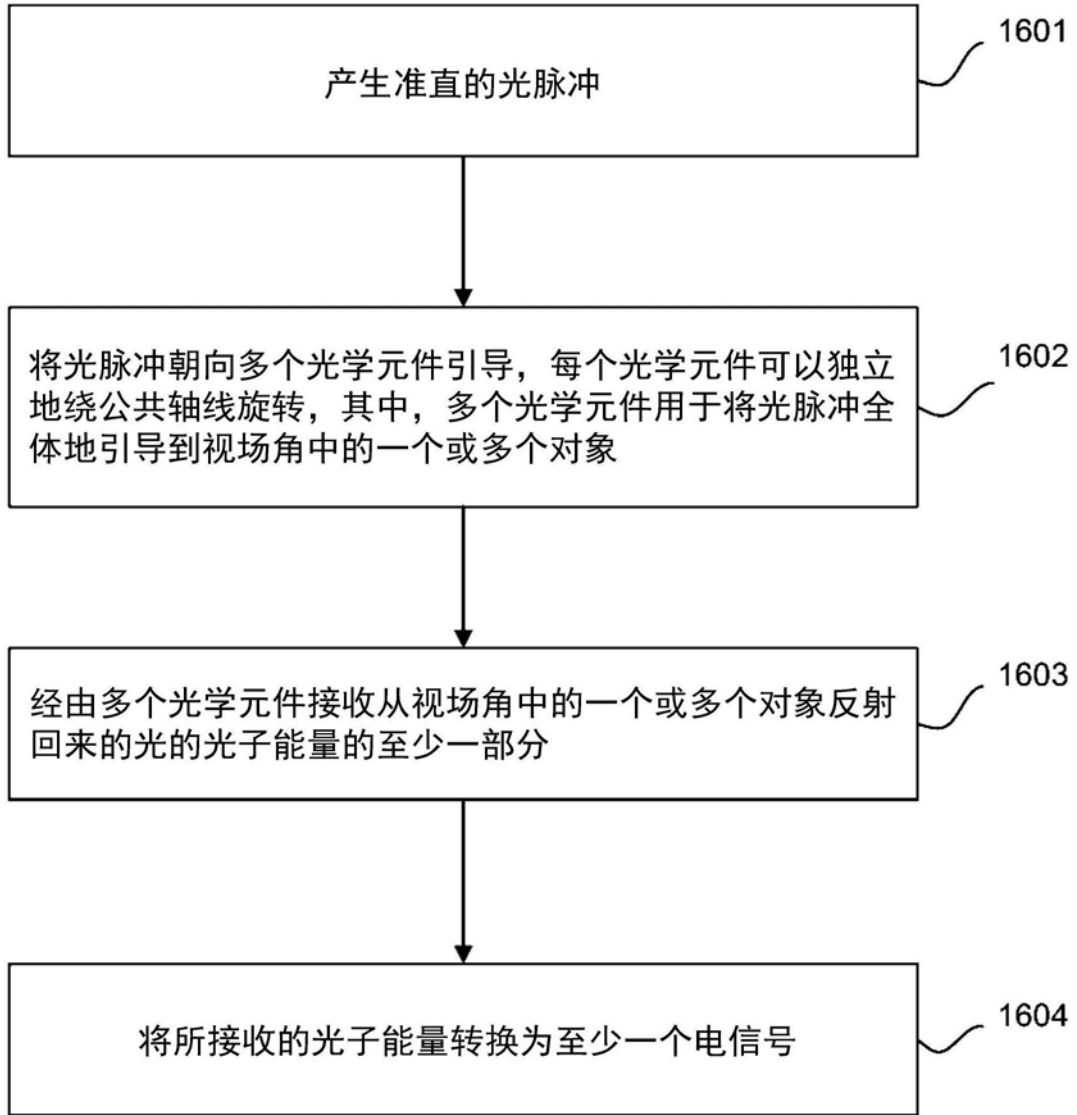 1601
产生准直的光脉冲
1602
将光脉冲朝向多个光学元件引导，每个光学元件可以独立
地绕公共轴线旋转，其中，多个光学元件用于将光脉冲全
体地引导到视场角中的一个或多个对象
1603
经由多个光学元件接收从视场角中的一个或多个对象反射
回来的光的光子能量的至少一部分
1604
将所接收的光子能量转换为至少一个电信号